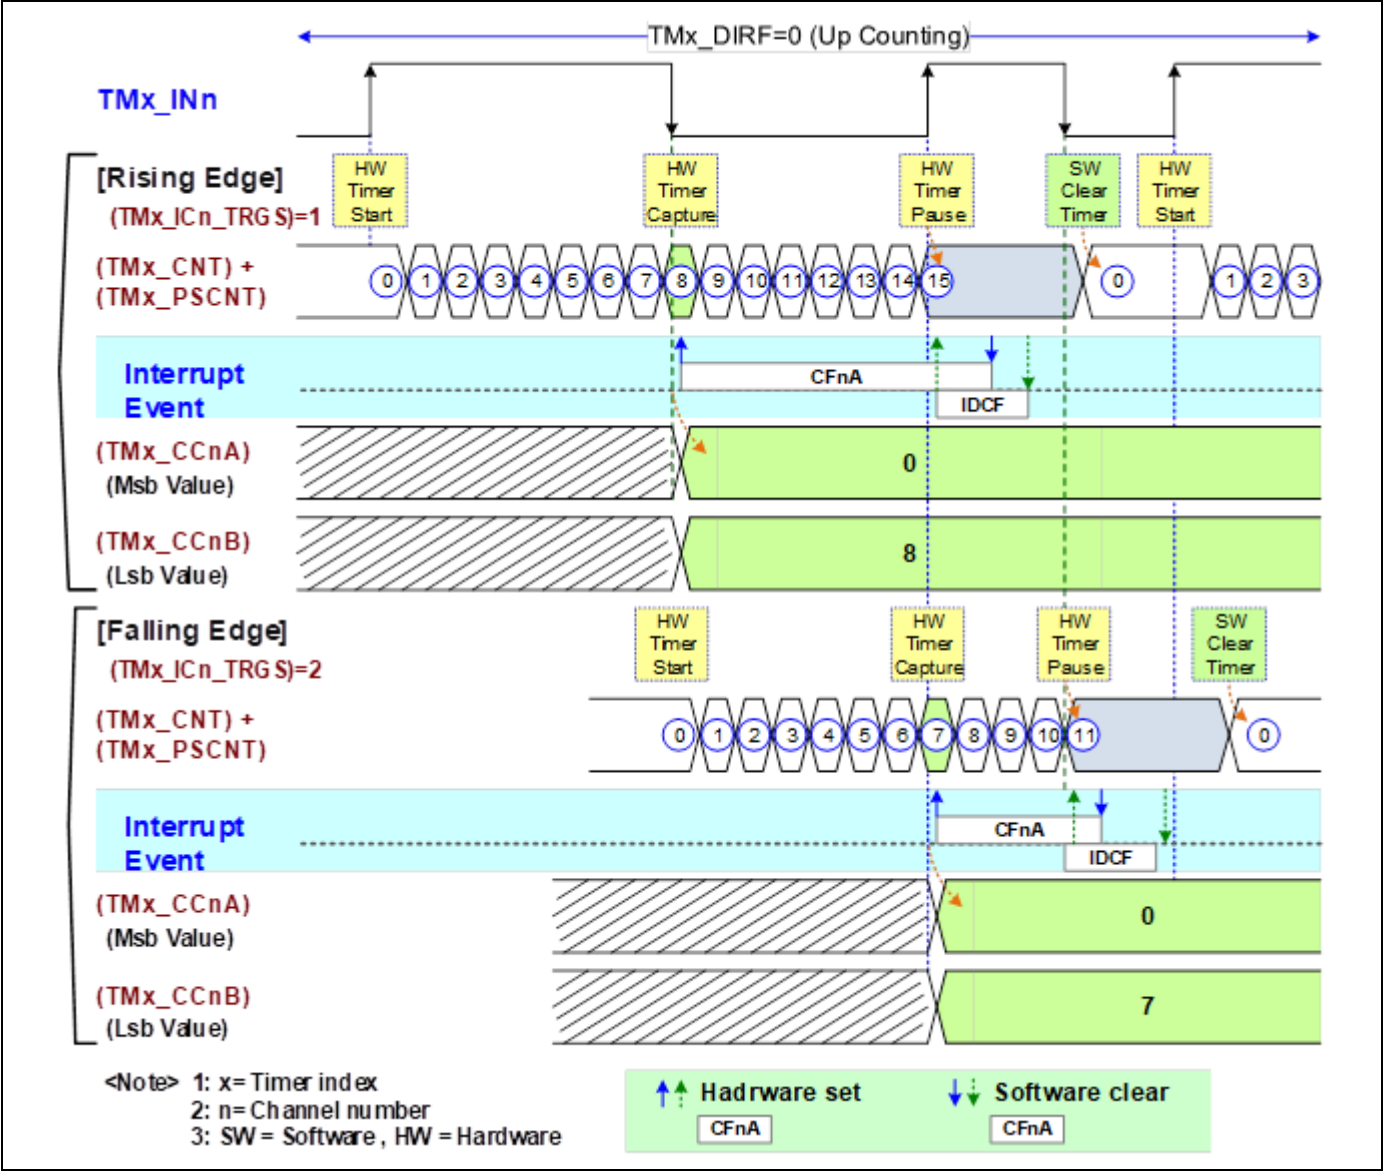 TMx_DIRF=0 (Up Counting)
TMx_INn
[Rising Edge]
(TMx_ICn_TRGS)=1
HW Timer Start
HW Timer Capture
HW Timer Pause
SW Clear Timer
HW Timer Start
(TMx_CNT) +
(TMx_PSCNT)
0 1 2 3 4 5 6 7 8 9 10 11 12 13 14 15 0 1 2 3
Interrupt
Event
CFnA
IDCF
(TMx_CCnA)
(Msb Value)
0
(TMx_CCnB)
(Lsb Value)
8
[Falling Edge]
(TMx_ICn_TRGS)=2
HW Timer Start
HW Timer Capture
HW Timer Pause
SW Clear Timer
(TMx_CNT) +
(TMx_PSCNT)
0 1 2 3 4 5 6 7 8 9 10 11 0
Interrupt
Event
CFnA
IDCF
(TMx_CCnA)
(Msb Value)
0
(TMx_CCnB)
(Lsb Value)
7
<Note> 1: x= Timer index
2: n= Channel number
3: SW = Software , HW = Hardware
Hadrware set
CFnA
Software clear
CFnA